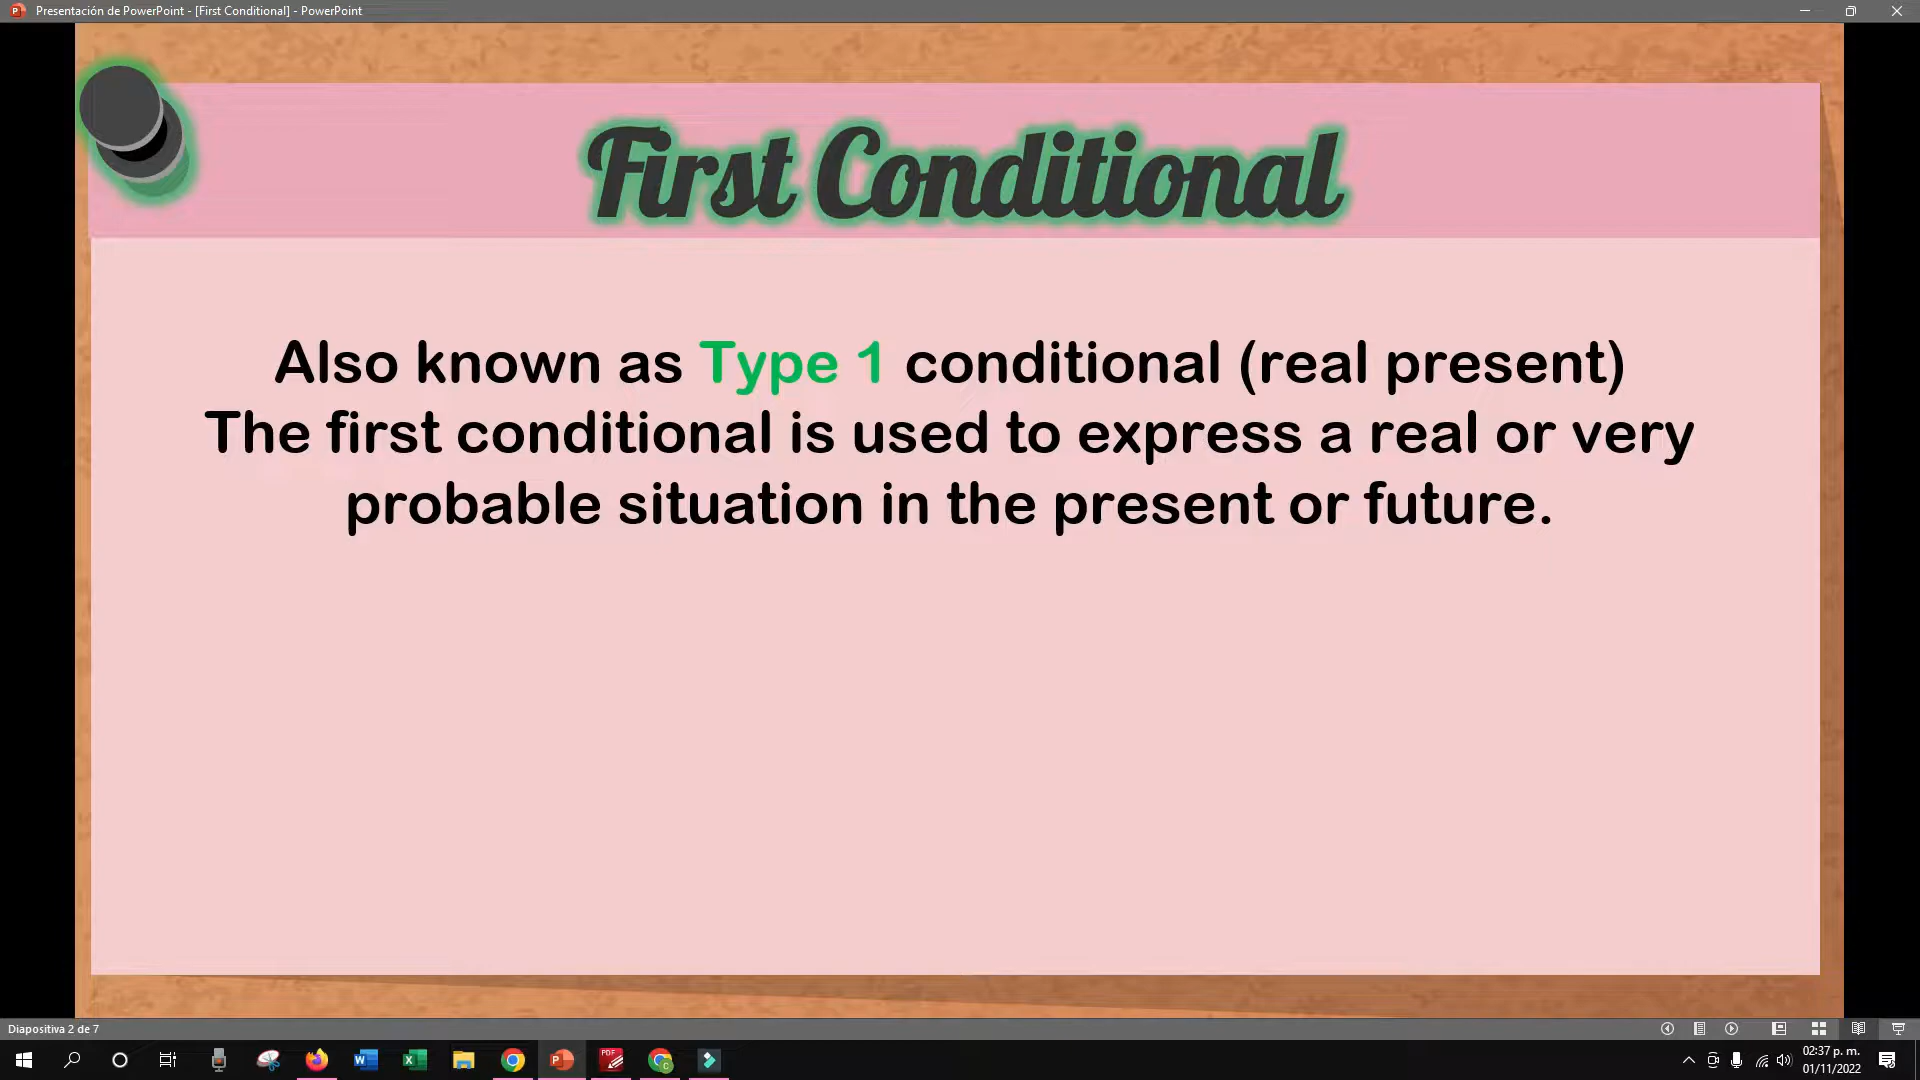 Presentación de PowerPoint - [First Conditional] - PowerPoint
First Conditional
Also known as Type 1 conditional (real present)
The first conditional is used to express a real or very
probable situation in the present or future.
Diapositiva 2 de 7
PDF
02:37 p. m.
01/11/2022